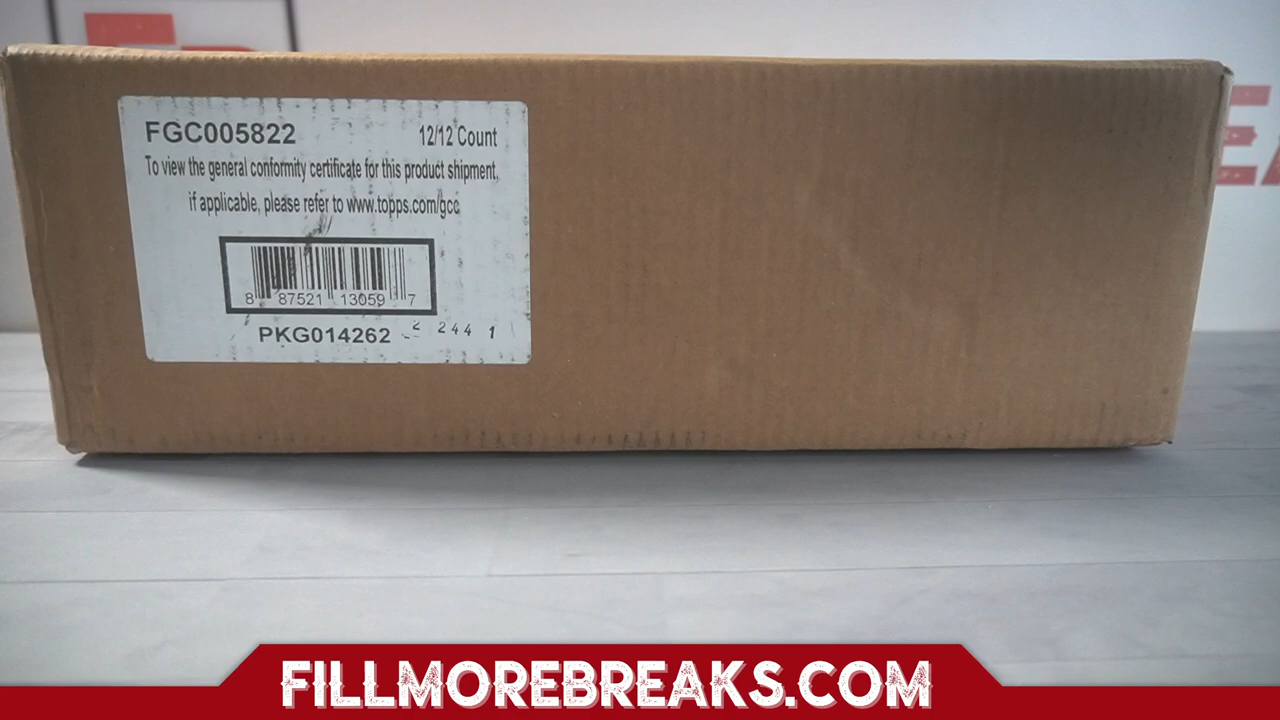 FGC005822 12/12 Count
To view the general conformity certificate for this product shipment,
if applicable, please refer to www.topps.com/gcc
8 87521 13059 7
PKG014262 2 244 1
FILLMOREBREAKS.COM